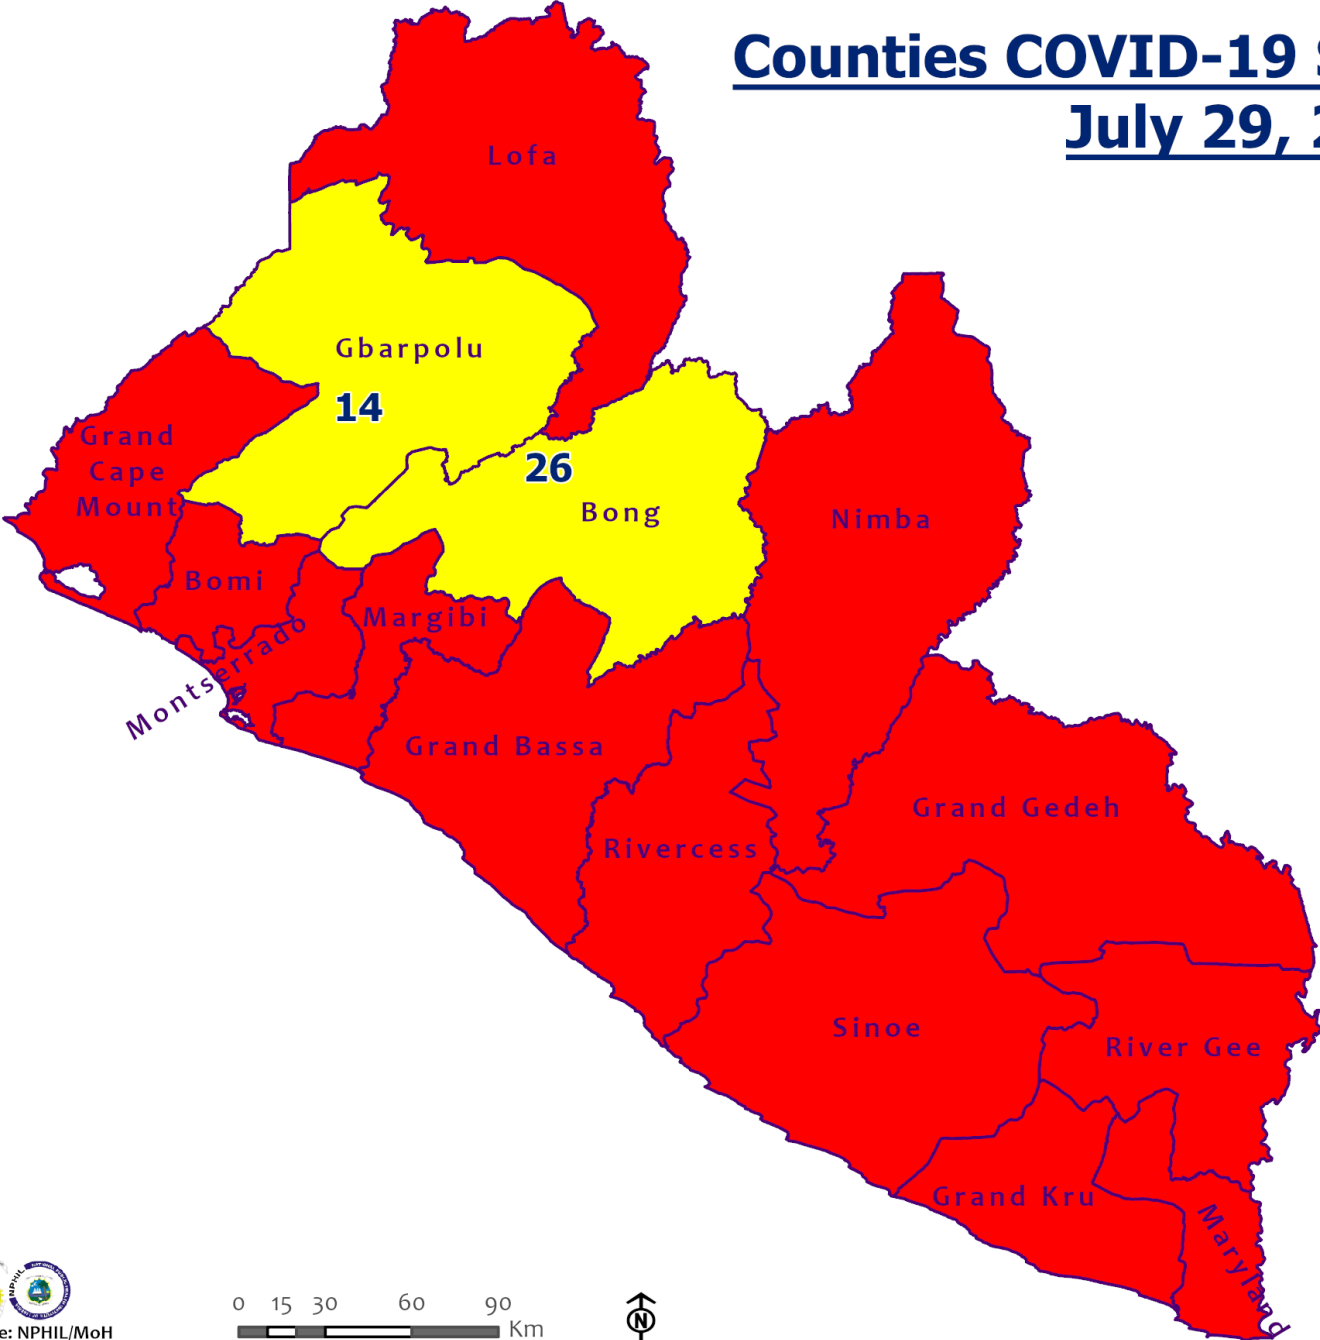 Counties COVID-19
July 29,
Lofa
Gbarpolu
14
Grand
Cape
Mount
26
Bong
Nimba
Bomi
Margibi
Montserrado
Grand Bassa
Grand Gedeh
Rivercess
Sinoe
River Gee
Grand Kru
Maryland
NPHIL
0 15 30 60 90
Km
N
e: NPHIL/MoH